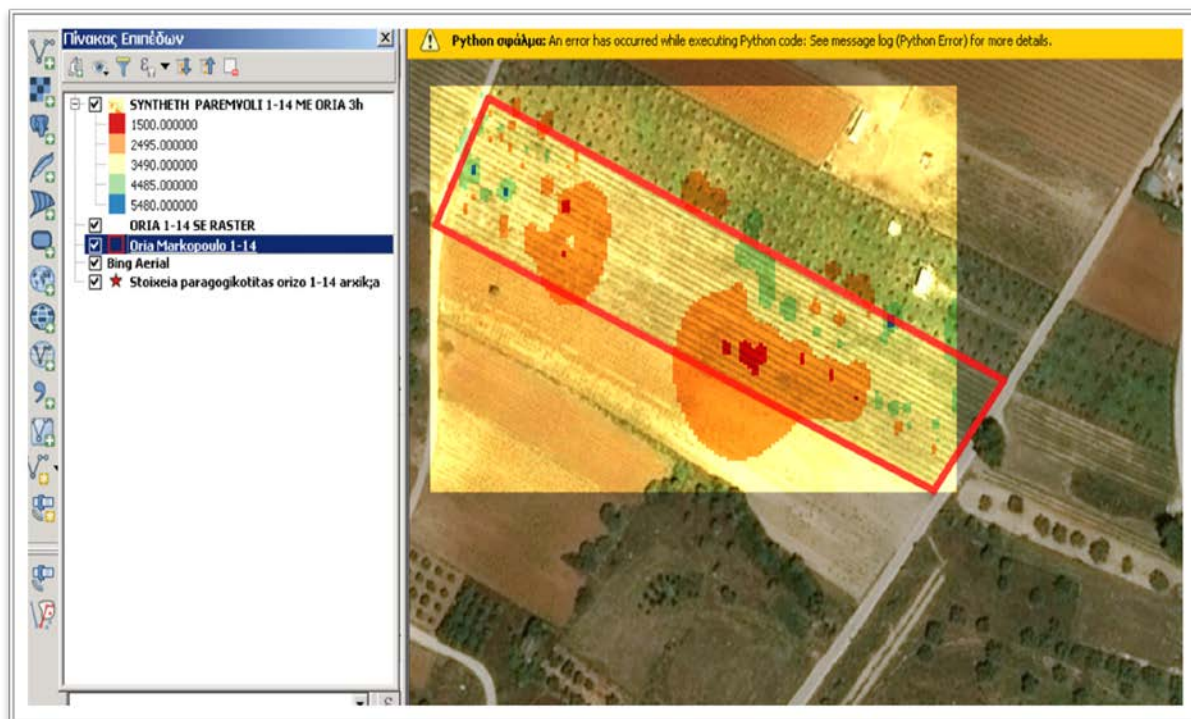 Πίνακας Επιπέδων
Python σφάλμα: An error has occurred while executing Python code: See message log (Python Error) for more details.
SYNTHETH PAREMVOLI 1-14 ME ORIA 3h
1500.000000
2495.000000
3490.000000
4485.000000
5480.000000
ORIA 1-14 SE RASTER
Oria Markopoulo 1-14
Bing Aerial
Stoixeia paragogikotitas orizo 1-14 arxik;a